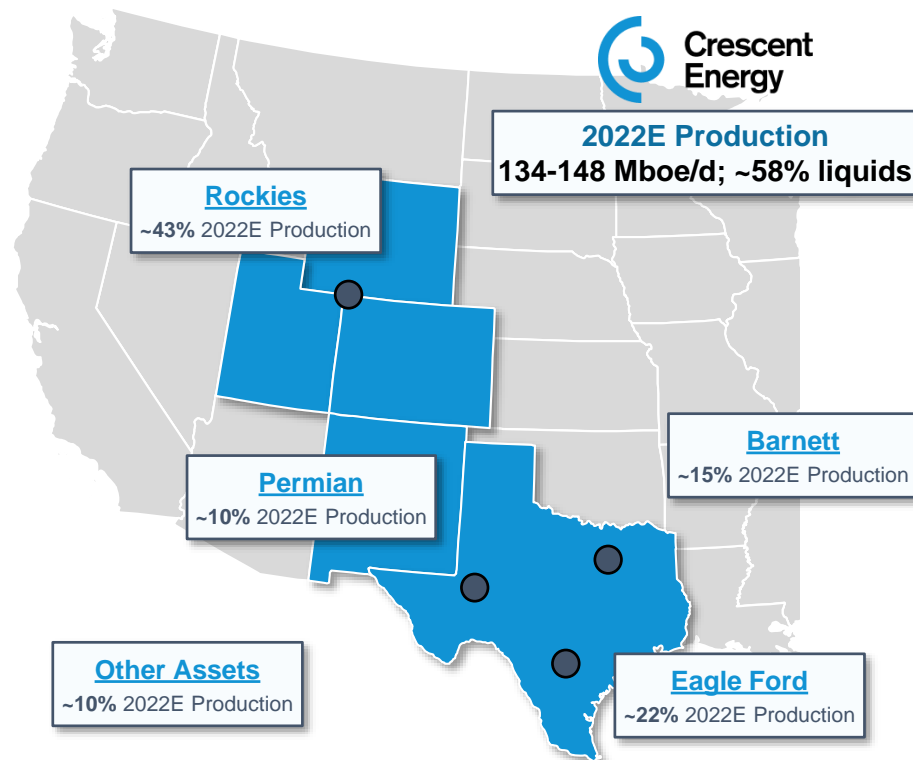 Crescent
Energy
2022E Production
134-148 Mboe/d; ~58% liquids
Rockies
~43% 2022E Production
Barnett
~15% 2022E Production
Permian
~10% 2022E Production
Other Assets
~10% 2022E Production
Eagle Ford
~22% 2022E Production